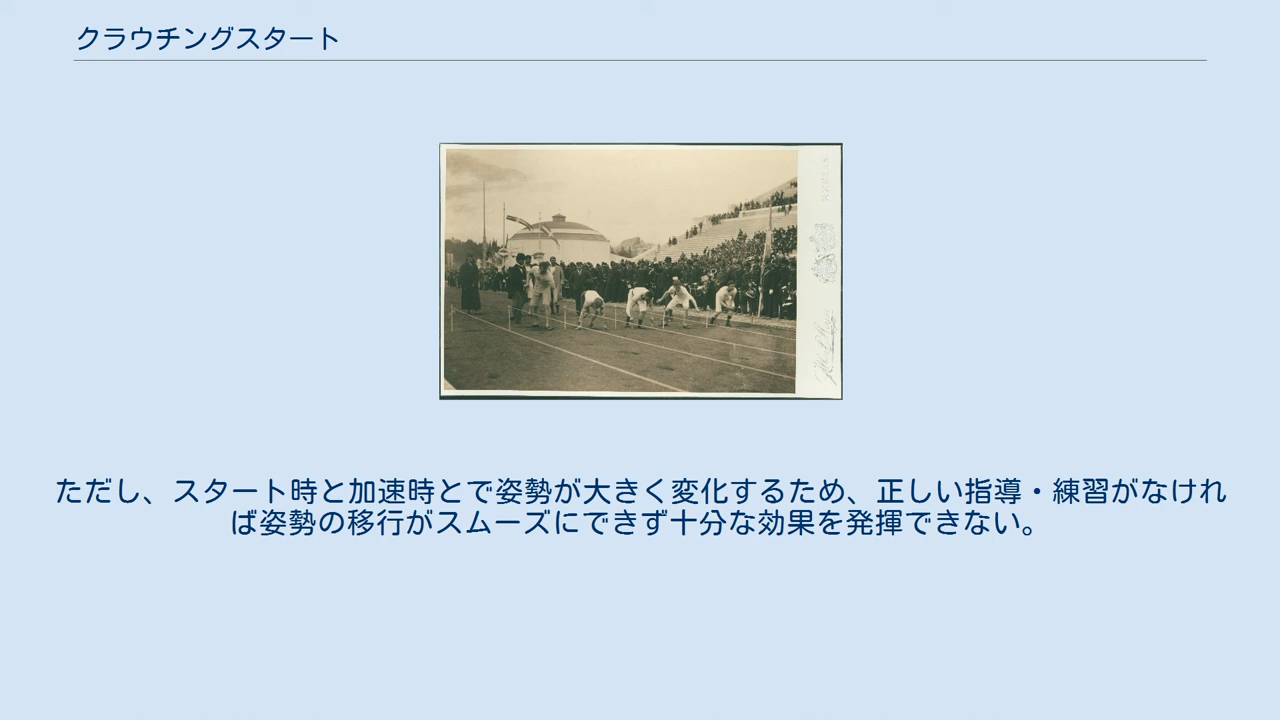 クラウチングスタート
ただし、スタート時と加速時とで姿勢が大きく変化するため、正しい指導・練習がなけれ
ば姿勢の移行がスムーズにできず十分な効果を発揮できない。